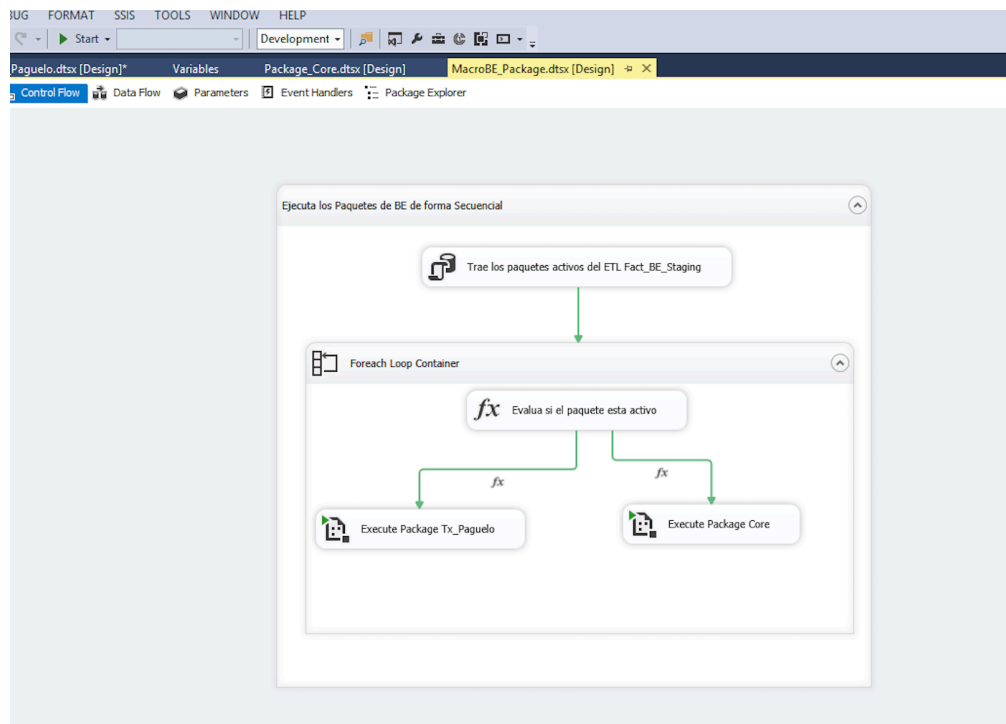 BUG FORMAT SSIS TOOLS WINDOW HELP
Start Development
Paguelo.dtsx [Design]* Variables Package_Core.dtsx [Design] MacroBE_Package.dtsx [Design]
Control Flow Data Flow Parameters Event Handlers Package Explorer
Ejecuta los Paquetes de BE de forma Secuencial
Trae los paquetes activos del ETL Fact_BE_Staging
Foreach Loop Container
fx Evalua si el paquete esta activo
fx
fx
Execute Package Tx_Paguelo
Execute Package Core